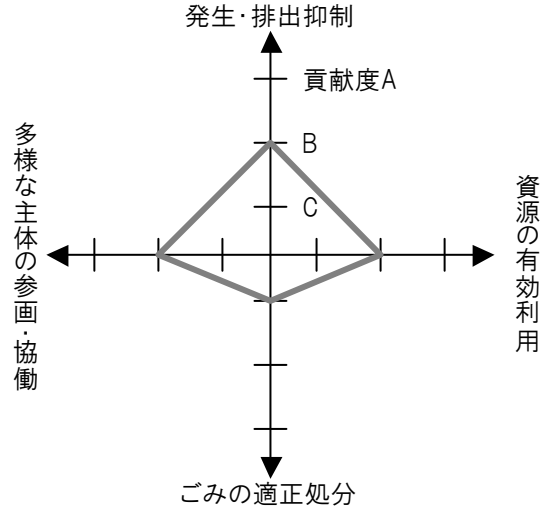 発生・排出抑制
貢献度A
B
C
多様な主体の参画・協働
資源の有効利用
ごみの適正処分